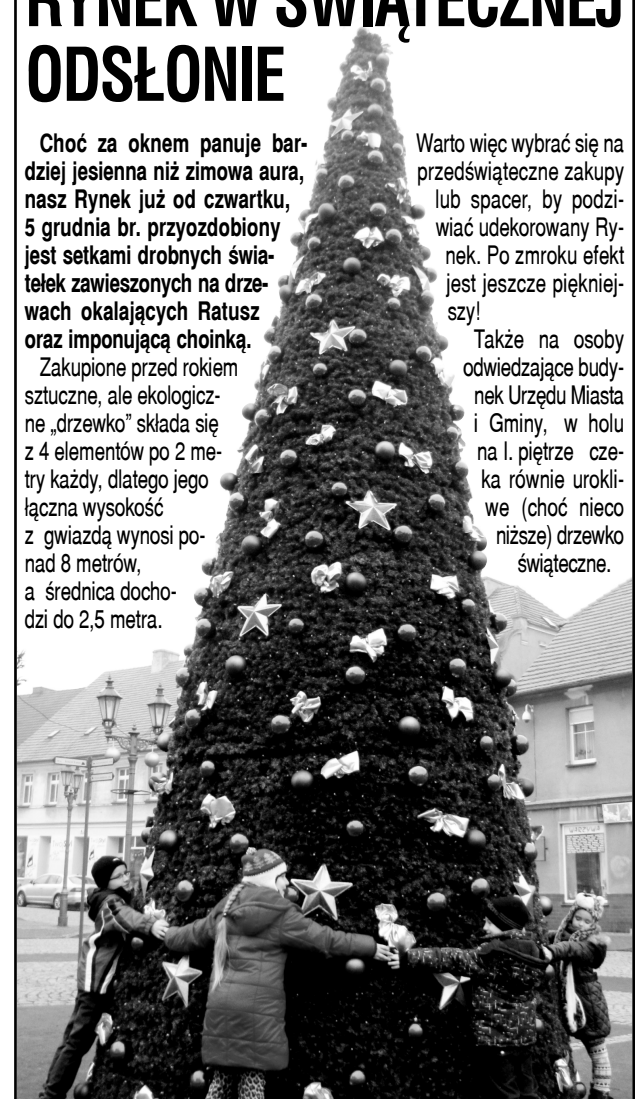 RYNEK W ŚWIĄTECZNEJ
ODSŁONIE
Choć za oknem panuje bar-
dziej jesienna niż zimowa aura,
nasz Rynek już od czwartku,
5 grudnia br. przyozdobiony
jest setkami drobnych świa-
tełek zawieszonych na drze-
wach okalających Ratusz
oraz imponującą choinką.
Zakupione przed rokiem
sztuczne, ale ekologicz-
ne „drzewko” składa się
z 4 elementów po 2 me-
try każdy, dlatego jego
łączna wysokość
z gwiazdą wynosi po-
nad 8 metrów,
a średnica docho-
dzi do 2,5 metra.
Warto więc wybrać się na
przedświąteczne zakupy
lub spacer, by podzi-
wiać udekorowany Ry-
nek. Po zmroku efekt
jest jeszcze piękniej-
szy!
Także na osoby
odwiedzające budy-
nek Urzędu Miasta
i Gminy, w holu
na I. piętrze cze-
ka równie urokli-
we (choć nieco
niższe) drzewko
świąteczne.